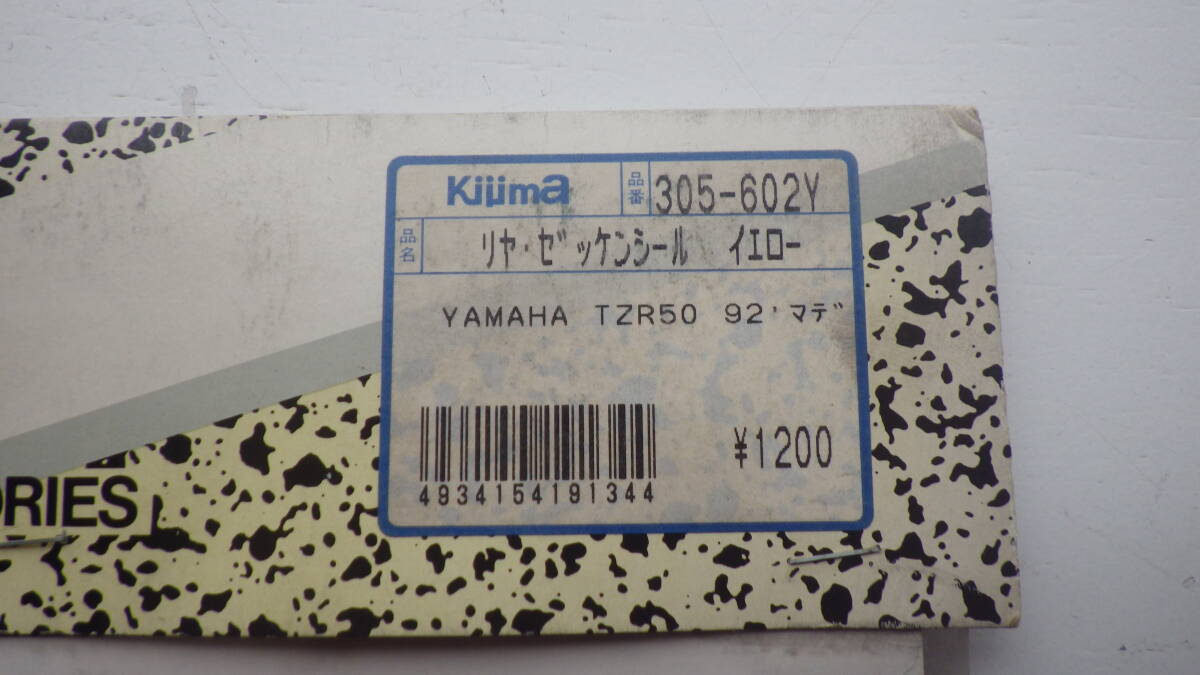 Kijima 品番 305-602Y
品名 リヤ・ゼッケンシール イエロー
YAMAHA TZR50 92'マデ
¥1200
4934154191344
ORIES